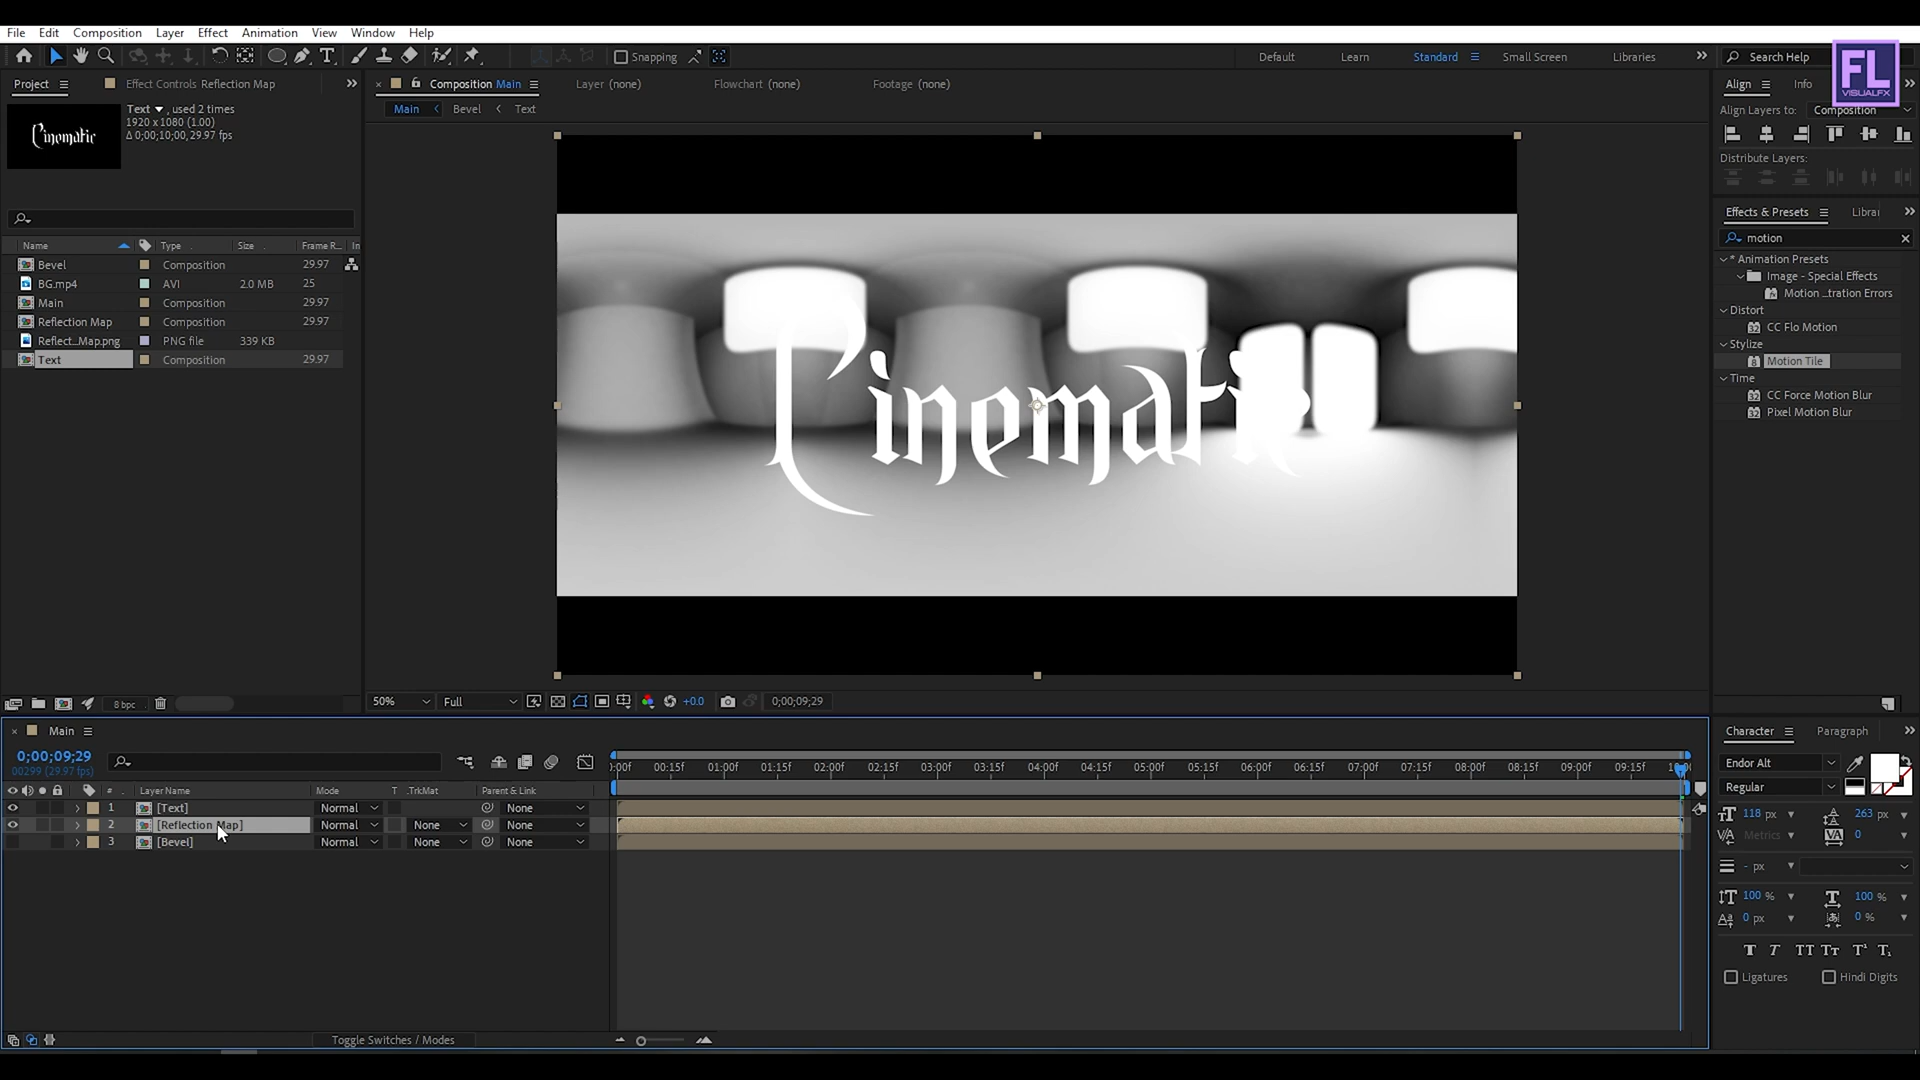 File Edit Composition Layer Effect Animation View Window Help
Snapping
Default Learn Standard Small Screen Libraries
Search Help
FL
VISUALFX
Project Effect Controls Reflection Map
Composition Main Layer (none) Flowchart (none) Footage (none)
Align Info
Text , used 2 times
1920 x 1080 (1.00)
Δ 0;00;10;00, 29.97 fps
Cinematic
Main Bevel Text
Align Layers to: Composition
Distribute Layers:
Effects & Presets Librar
motion
Name Type Size Frame R... In
Bevel Composition 29.97
BG.mp4 AVI 2.0 MB 25
Main Composition 29.97
Reflection Map Composition 29.97
Reflect...Map.png PNG file 339 KB
Text Composition 29.97
* Animation Presets
Image - Special Effects
Motion ...tration Errors
Distort
CC Flo Motion
Stylize
Motion Tile
Time
CC Force Motion Blur
Pixel Motion Blur
Cinematic
8 bpc
50% Full +0.0 0;00;09;29
Main
0;00;09;29
00299 (29.97 fps)
:00f 00:15f 01:00f 01:15f 02:00f 02:15f 03:00f 03:15f 04:00f 04:15f 05:00f 05:15f 06:00f 06:15f 07:00f 07:15f 08:00f 08:15f 09:00f 09:15f
# Layer Name Mode T .TrkMat Parent & Link
1 [Text] Normal None
2 [Reflection Map] Normal None None
3 [Bevel] Normal None None
Toggle Switches / Modes
Character Paragraph
Endor Alt
Regular
118 px 263 px
Metrics 0
- px
100 % 100 %
0 px 0 %
Ligatures Hindi Digits